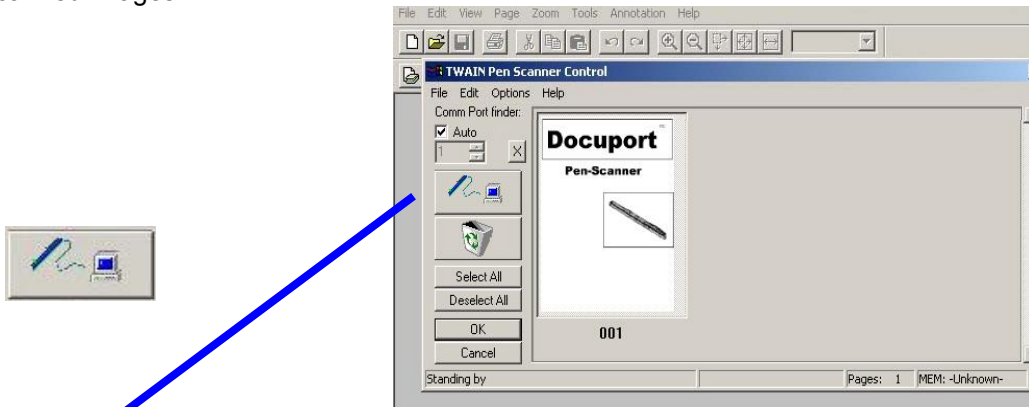 File Edit View Page Zoom Tools Annotation Help
TWAIN Pen Scanner Control
File Edit Options Help
Comm Port finder:
Auto
1
X
Docuport
Pen-Scanner
Select All
Deselect All
OK
Cancel
001
Standing by
Pages: 1 MEM: -Unknown-